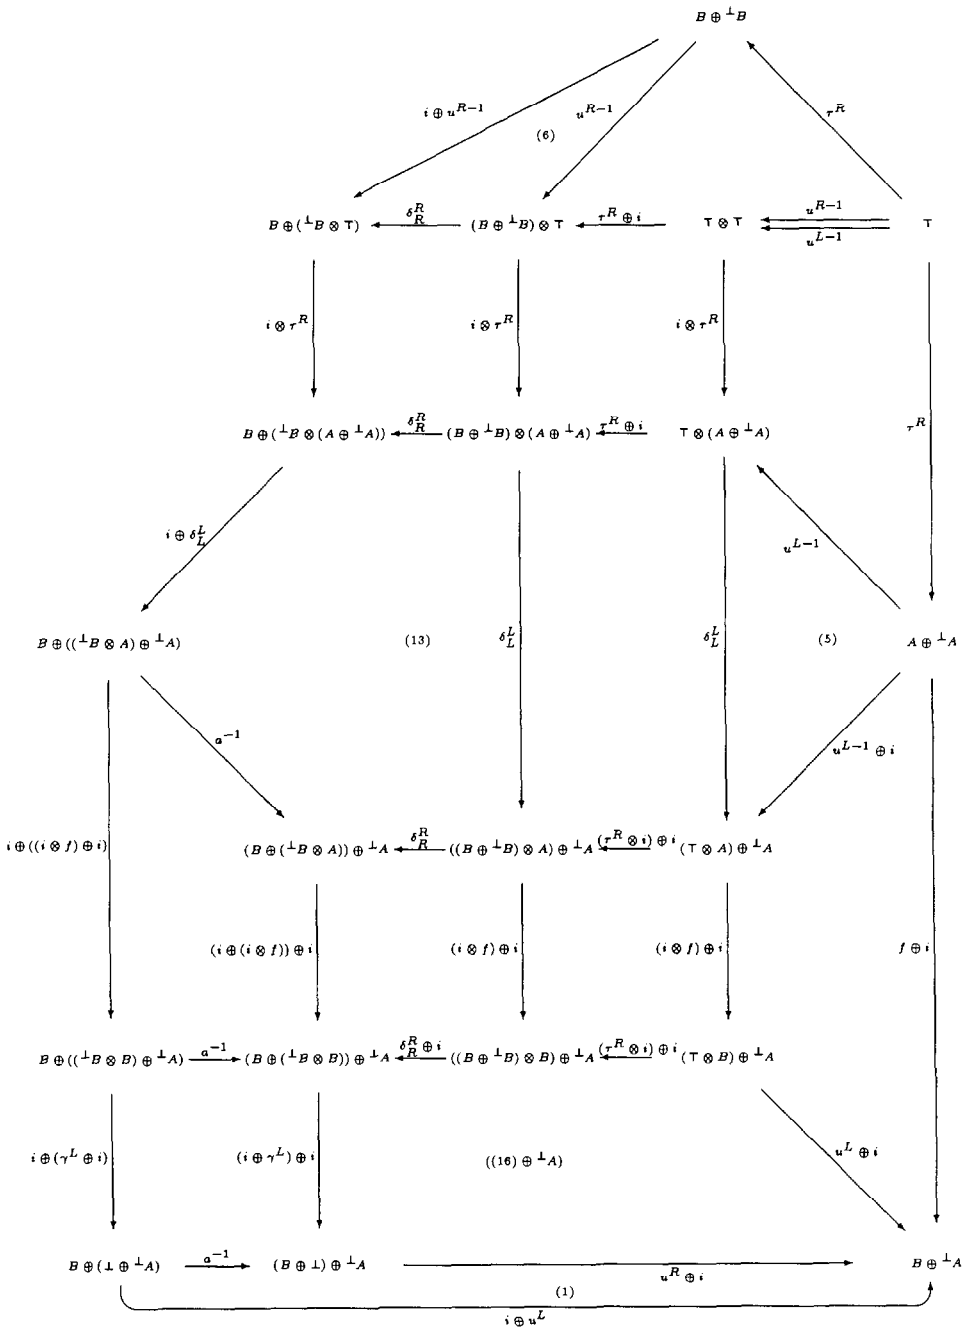 B ⊕ ⊥B
i ⊕ u^{R−1} u^{R−1} τ^R
(6)
B ⊕ (⊥B ⊗ ⊤) δ^R_R (B ⊕ ⊥B) ⊗ ⊤ τ^R ⊕ i ⊤ ⊗ ⊤ u^{R−1} u^{L−1} ⊤
i ⊗ τ^R i ⊗ τ^R i ⊗ τ^R
B ⊕ (⊥B ⊗ (A ⊕ ⊥A)) δ^R_R (B ⊕ ⊥B) ⊗ (A ⊕ ⊥A) τ^R ⊕ i ⊤ ⊗ (A ⊕ ⊥A) τ^R
i ⊕ δ^L_L u^{L−1}
B ⊕ ((⊥B ⊗ A) ⊕ ⊥A) (13) δ^L_L δ^L_L (5) A ⊕ ⊥A
a^{−1} u^{L−1} ⊕ i
i ⊕ ((i ⊗ f) ⊕ i) (B ⊕ (⊥B ⊗ A)) ⊕ ⊥A δ^R_R ((B ⊕ ⊥B) ⊗ A) ⊕ ⊥A (τ^R ⊗ i) ⊕ i (⊤ ⊗ A) ⊕ ⊥A
(i ⊕ (i ⊗ f)) ⊕ i (i ⊗ f) ⊕ i (i ⊗ f) ⊕ i f ⊕ i
B ⊕ ((⊥B ⊗ B) ⊕ ⊥A) a^{−1} (B ⊕ (⊥B ⊗ B)) ⊕ ⊥A δ^R_R ⊕ i ((B ⊕ ⊥B) ⊗ B) ⊕ ⊥A (τ^R ⊗ i) ⊕ i (⊤ ⊗ B) ⊕ ⊥A
i ⊕ (γ^L ⊕ i) (i ⊕ γ^L) ⊕ i ((16) ⊕ ⊥A) u^L ⊕ i
B ⊕ (⊥ ⊕ ⊥A) a^{−1} (B ⊕ ⊥) ⊕ ⊥A u^R ⊕ i B ⊕ ⊥A
(1)
i ⊕ u^L